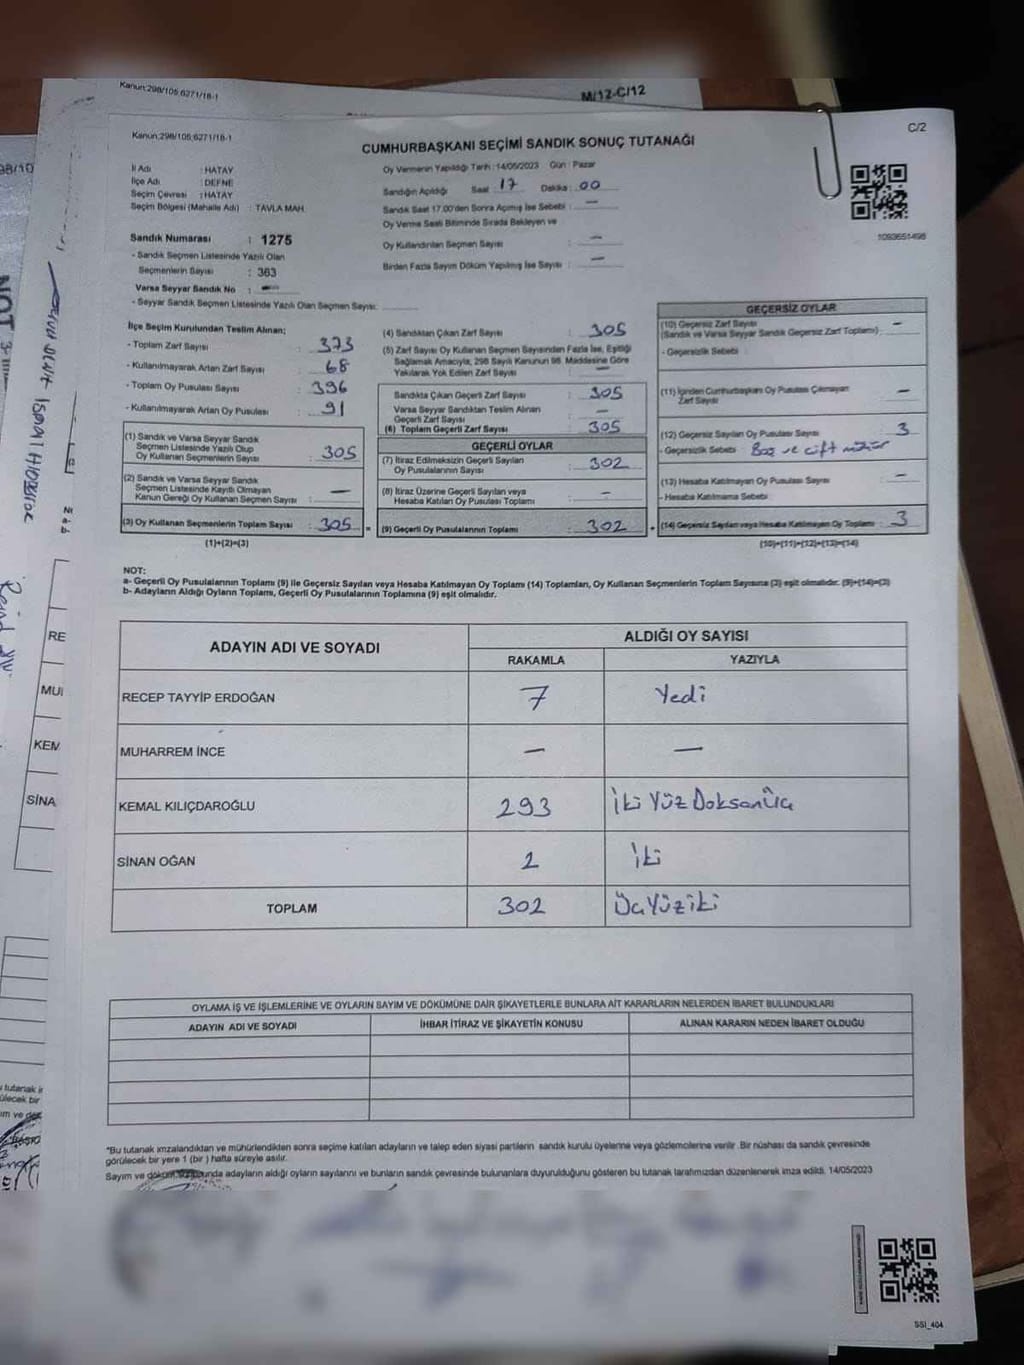 Kanun:298/105;6271/18-1
M/12-C/12
Kanun:298/105;6271/18-1
C/2
CUMHURBAŞKANI SEÇİMİ SANDIK SONUÇ TUTANAĞI
İl Adı : HATAY
İlçe Adı : DEFNE
Seçim Çevresi : HATAY
Seçim Bölgesi (Mahalle Adı) : TAVLA MAH.
Oy Vermenin Yapıldığı Tarih : 14/05/2023 Gün : Pazar
Sandığın Açıldığı Saat : 17 Dakika : 00
Sandık Saat 17.00'den Sonra Açılmış İse Sebebi : —
Oy Verme Saati Bitiminde Sırada Bekleyen ve
Oy Kullandırılan Seçmen Sayısı : —
Birden Fazla Sayım Döküm Yapılmış İse Sayısı : —
1093651498
Sandık Numarası : 1275
- Sandık Seçmen Listesinde Yazılı Olan
Seçmenlerin Sayısı : 363
Varsa Seyyar Sandık No : —
- Seyyar Sandık Seçmen Listesinde Yazılı Olan Seçmen Sayısı:
İlçe Seçim Kurulundan Teslim Alınan;
- Toplam Zarf Sayısı : 373
- Kullanılmayarak Artan Zarf Sayısı : 68
- Toplam Oy Pusulası Sayısı : 396
- Kullanılmayarak Artan Oy Pusulası : 91
(1) Sandık ve Varsa Seyyar Sandık
Seçmen Listesinde Yazılı Olup
Oy Kullanan Seçmenlerin Sayısı : 305
(2) Sandık ve Varsa Seyyar Sandık
Seçmen Listesinde Kayıtlı Olmayan
Kanun Gereği Oy Kullanan Seçmen Sayısı : —
(3) Oy Kullanan Seçmenlerin Toplam Sayısı : 305 =
(1)+(2)=(3)
(4) Sandıktan Çıkan Zarf Sayısı : 305
(5) Zarf Sayısı Oy Kullanan Seçmen Sayısından Fazla İse, Eşitliği
Sağlamak Amacıyla, 298 Sayılı Kanunun 98. Maddesine Göre
Yakılarak Yok Edilen Zarf Sayısı : —
Sandıkta Çıkan Geçerli Zarf Sayısı : 305
Varsa Seyyar Sandıktan Teslim Alınan
Geçerli Zarf Sayısı : —
(6) Toplam Geçerli Zarf Sayısı : 305
GEÇERLİ OYLAR
(7) İtiraz Edilmeksizin Geçerli Sayılan
Oy Pusulalarının Sayısı : 302
(8) İtiraz Üzerine Geçerli Sayılan veya
Hesaba Katılan Oy Pusulası Toplamı : —
(9) Geçerli Oy Pusulalarının Toplamı : 302 +
GEÇERSİZ OYLAR
(10) Geçersiz Zarf Sayısı
(Sandık ve Varsa Seyyar Sandık Geçersiz Zarf Toplamı) : —
- Geçersizlik Sebebi :
(11) İçinden Cumhurbaşkanı Oy Pusulası Çıkmayan
Zarf Sayısı : —
(12) Geçersiz Sayılan Oy Pusulası Sayısı : 3
- Geçersizlik Sebebi : Boş ve çift mühür
(13) Hesaba Katılmayan Oy Pusulası Sayısı : —
- Hesaba Katılmama Sebebi :
(14) Geçersiz Sayılan veya Hesaba Katılmayan Oy Toplamı : 3
(10)+(11)+(12)+(13)=(14)
NOT:
a- Geçerli Oy Pusulalarının Toplamı (9) ile Geçersiz Sayılan veya Hesaba Katılmayan Oy Toplamı (14) Toplamları, Oy Kullanan Seçmenlerin Toplam Sayısına (3) eşit olmalıdır. (9)+(14)=(3)
b- Adayların Aldığı Oyların Toplamı, Geçerli Oy Pusulalarının Toplamına (9) eşit olmalıdır.
ADAYIN ADI VE SOYADI
ALDIĞI OY SAYISI
RAKAMLA YAZIYLA
RECEP TAYYİP ERDOĞAN 7 Yedi
MUHARREM İNCE — —
KEMAL KILIÇDAROĞLU 293 İki Yüz Doksan Üç
SİNAN OĞAN 2 İki
TOPLAM 302 Üç Yüz iki
OYLAMA İŞ VE İŞLEMLERİNE VE OYLARIN SAYIM VE DÖKÜMÜNE DAİR ŞİKAYETLERLE BUNLARA AİT KARARLARIN NELERDEN İBARET BULUNDUKLARI
ADAYIN ADI VE SOYADI İHBAR İTİRAZ VE ŞİKAYETİN KONUSU ALINAN KARARIN NEDEN İBARET OLDUĞU
*Bu tutanak imzalandıktan ve mühürlendikten sonra seçime katılan adayların ve talep eden siyasi partilerin sandık kurulu üyelerine veya gözlemcilerine verilir. Bir nüshası da sandık çevresinde
görülecek bir yere 1 (bir) hafta süreyle asılır.
Sayım ve döküm sonunda adayların aldığı oyların sayılarını ve bunların sandık çevresinde bulunanlara duyurulduğunu gösteren bu tutanak tarafımızdan düzenlenerek imza edildi. 14/05/2023
SSI_404
NOT
RE
MUI
KEM
SİNA